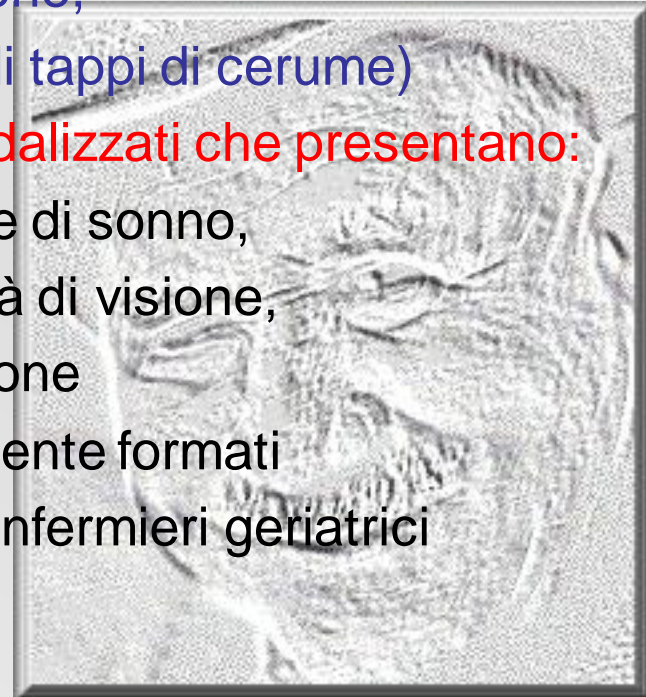 i tappi di cerume)
dalizzati che presentano:
e di sonno,
à di visione,
one
ente formati
nfermieri geriatrici